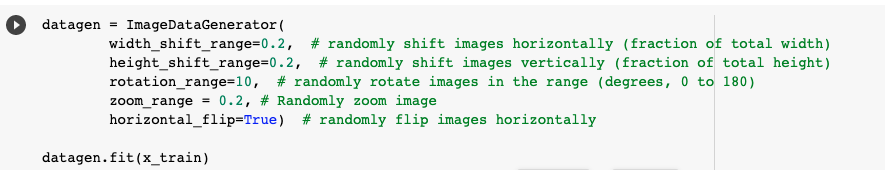 datagen = ImageDataGenerator(
width_shift_range=0.2,  # randomly shift images horizontally (fraction of total width)
height_shift_range=0.2,  # randomly shift images vertically (fraction of total height)
rotation_range=10,  # randomly rotate images in the range (degrees, 0 to 180)
zoom_range = 0.2, # Randomly zoom image
horizontal_flip=True)  # randomly flip images horizontally
datagen.fit(x_train)